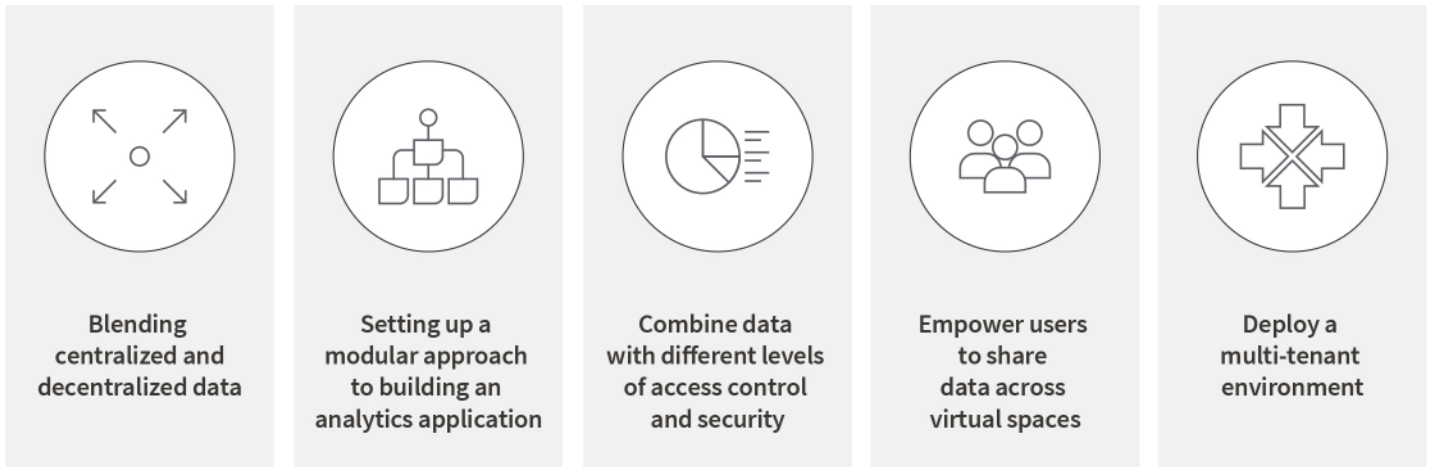 Blending
centralized and
decentralized data
Setting up a
modular approach
to building an
analytics application
Combine data
with different levels
of access control
and security
Empower users
to share
data across
virtual spaces
Deploy a
multi-tenant
environment